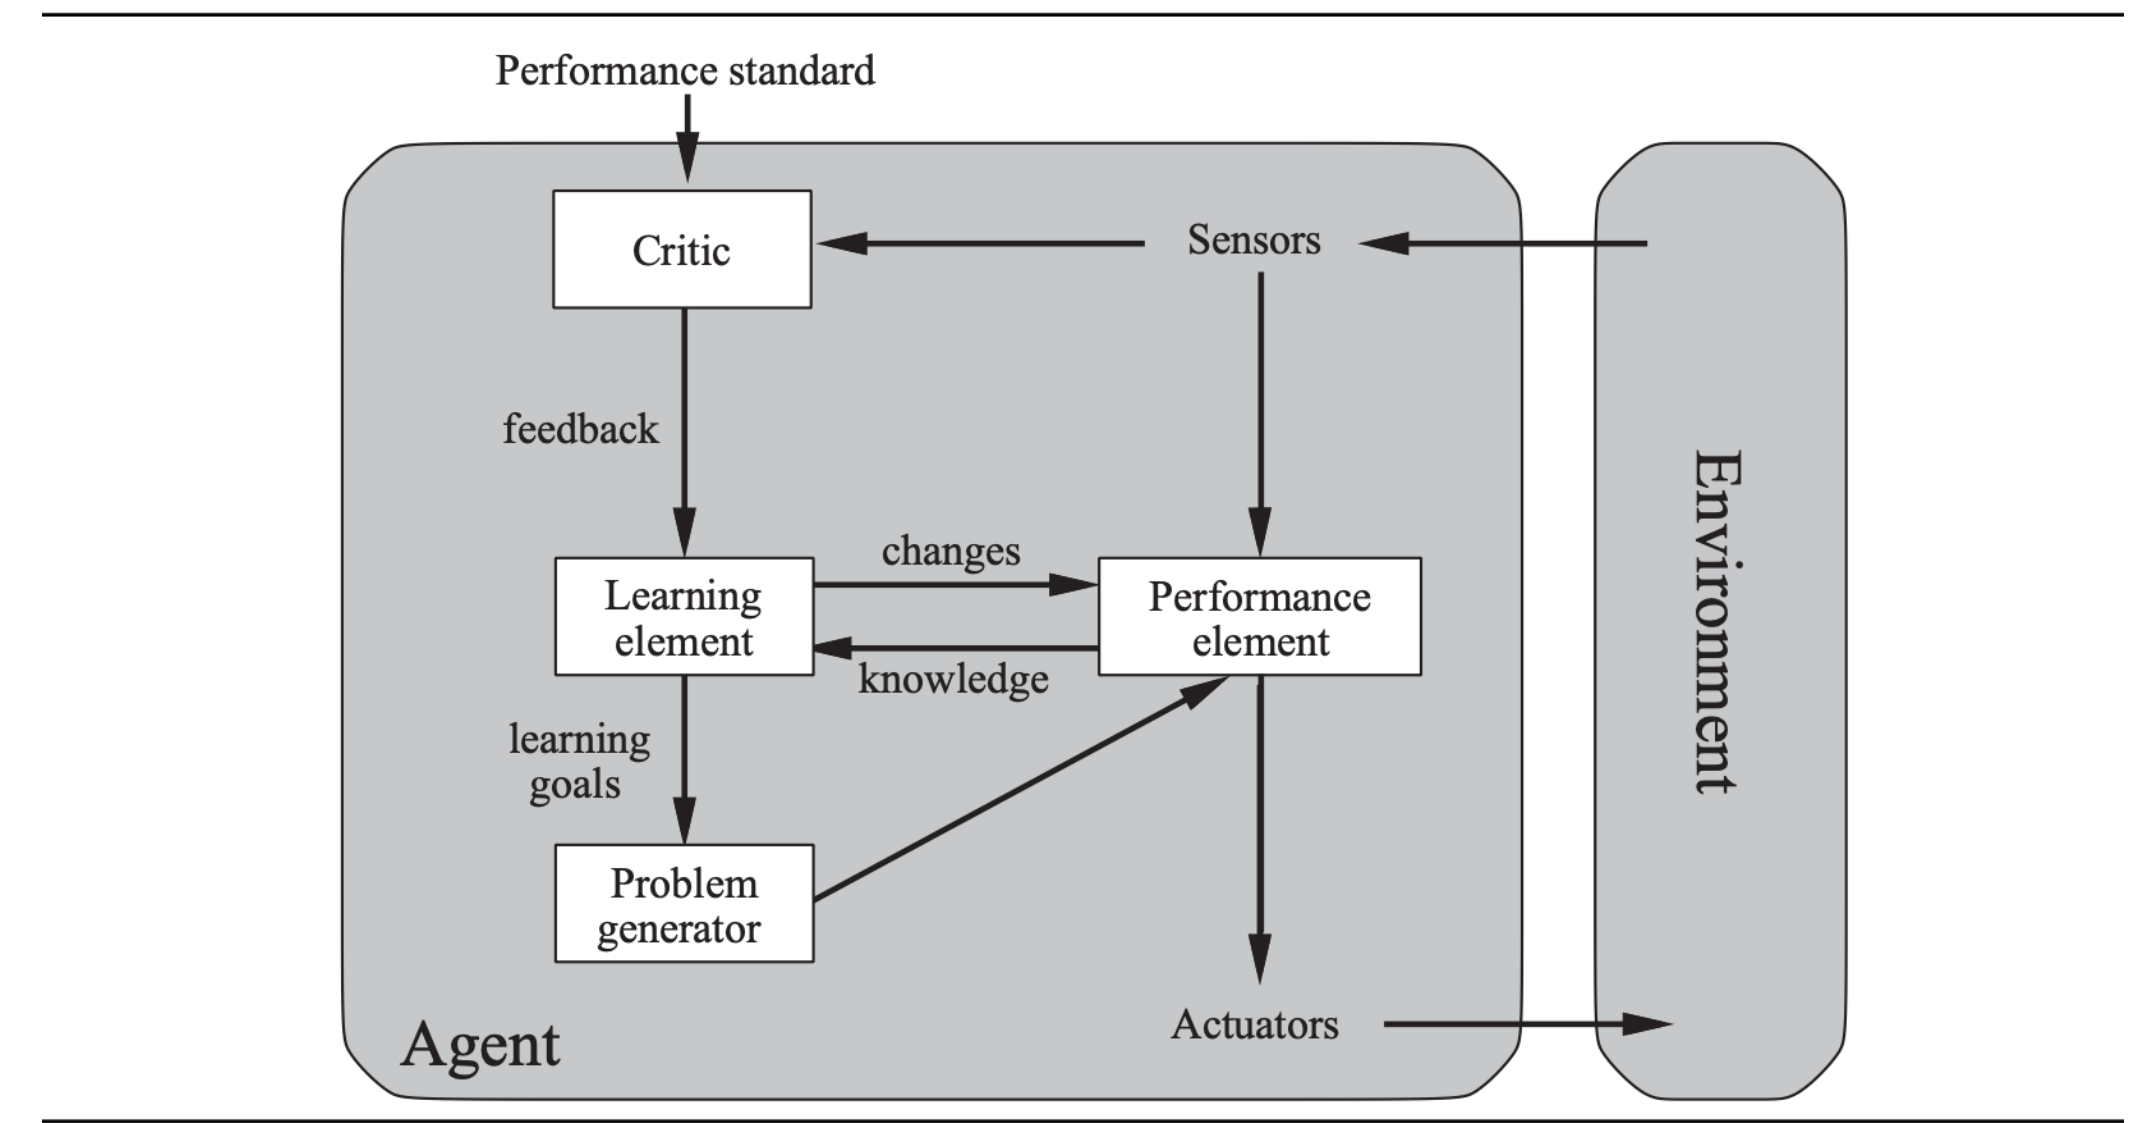 Performance standard
Critic
Sensors
feedback
changes
Learning
element
Performance
element
knowledge
learning
goals
Problem
generator
Agent
Actuators
Environment